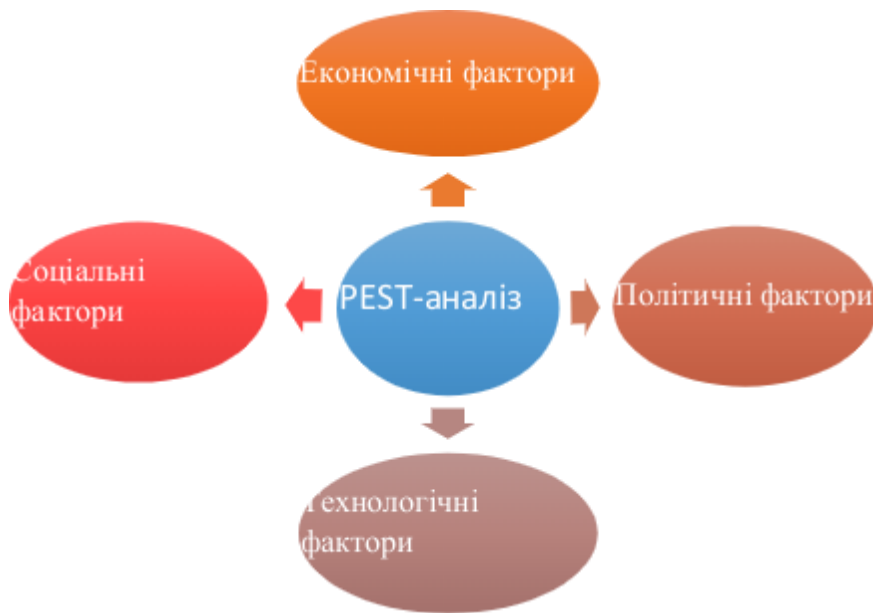 Економічні фактори
Соціальні
фактори
PEST-аналіз
Політичні фактори
Технологічні
фактори